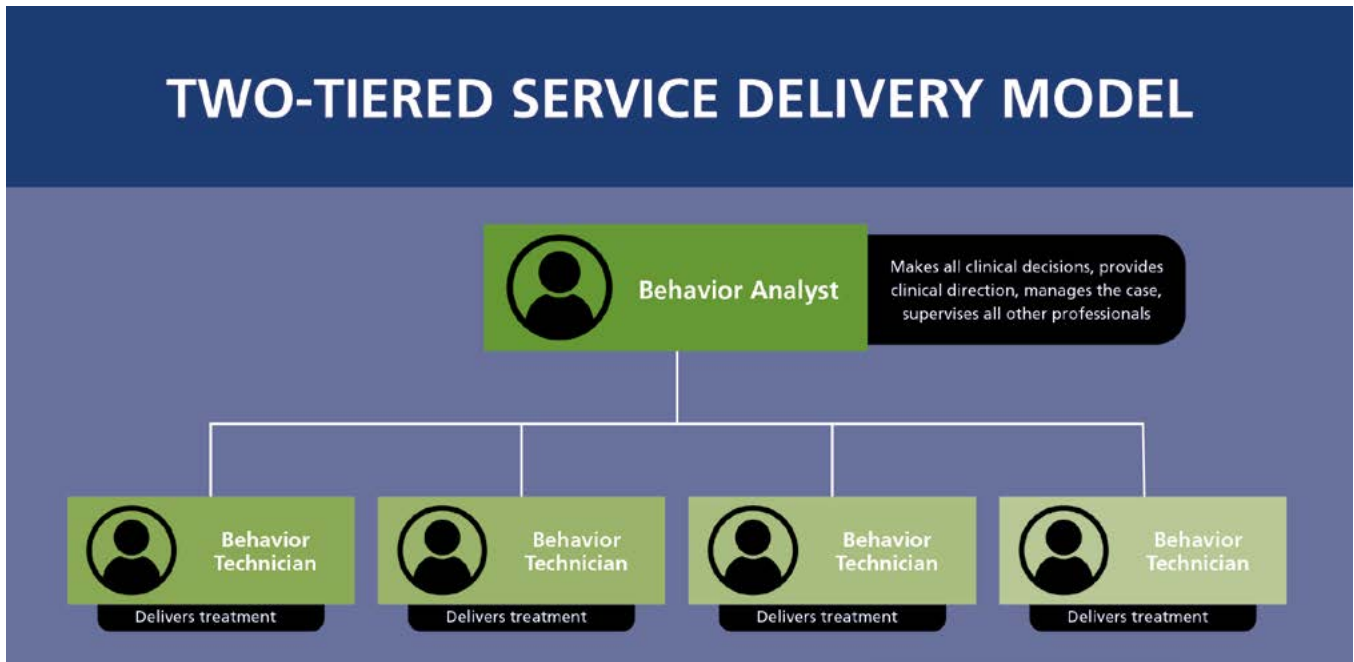 TWO-TIERED SERVICE DELIVERY MODEL
Behavior Analyst
Makes all clinical decisions, provides
clinical direction, manages the case,
supervises all other professionals
Behavior
Technician
Delivers treatment
Behavior
Technician
Delivers treatment
Behavior
Technician
Delivers treatment
Behavior
Technician
Delivers treatment